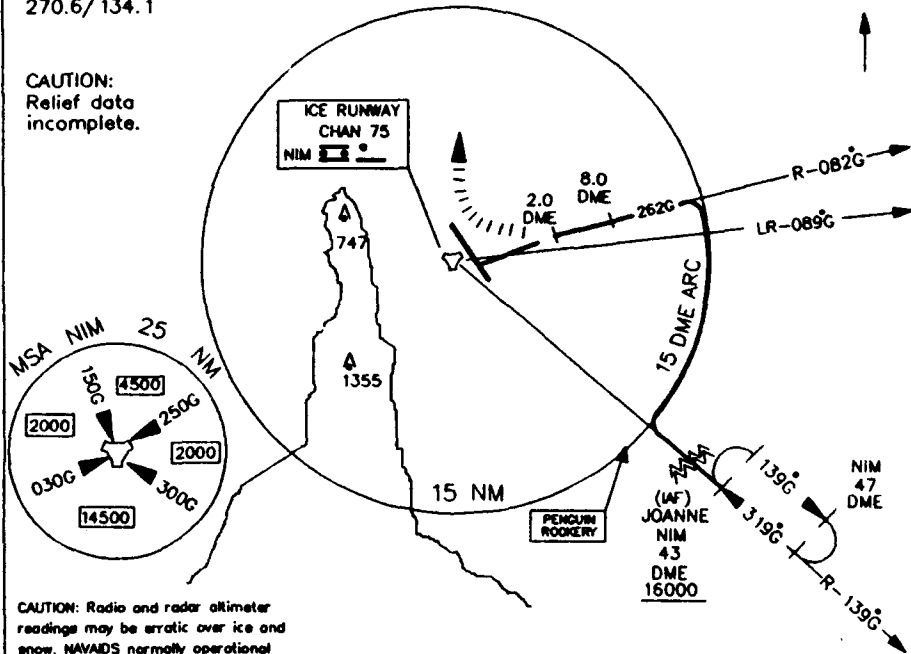 270.6/134.1
CAUTION:
Relief data
incomplete.
ICE RUNWAY
CHAN 75
NIM
747
1355
2.0
DME
8.0
DME
262G
R-082°G
LR-089°G
15 DME ARC
MSA NIM 25 NM
150G
4500
250G
2000
2000
030G
300G
14500
15 NM
PENGUIN
ROOKERY
(IAF)
JOANNE
NIM
43
DME
16000
139°G
319°G
NIM
47
DME
R-139°G
CAUTION: Radio and radar altimeter
readings may be erratic over ice and
snow. NAVAIDS normally operational